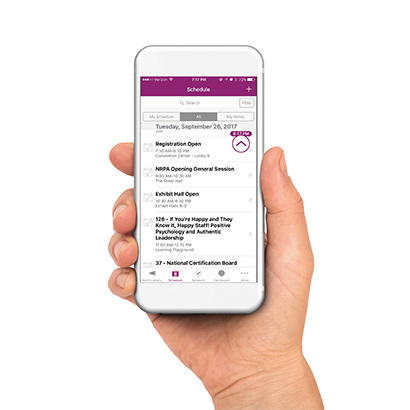 Verizon 7:17 PM 72%
Schedule +
Search Filter
My Schedule All My Notes
Tuesday, September 26, 2017
6:17 PM
Registration Open
7:30 AM-6:30 PM
Convention Center - Lobby B
NRPA Opening General Session
9:00 AM-10:30 AM
The Great Hall
Exhibit Hall Open
10:30 AM-6:30 PM
Exhibit Halls B-D
126 - If You're Happy and They
Know It, Happy Staff! Positive
Psychology and Authentic
Leadership
11:00 AM-12:15 PM
Learning Playground
37 - National Certification Board
Notifications Schedule Sessions Dashboard More